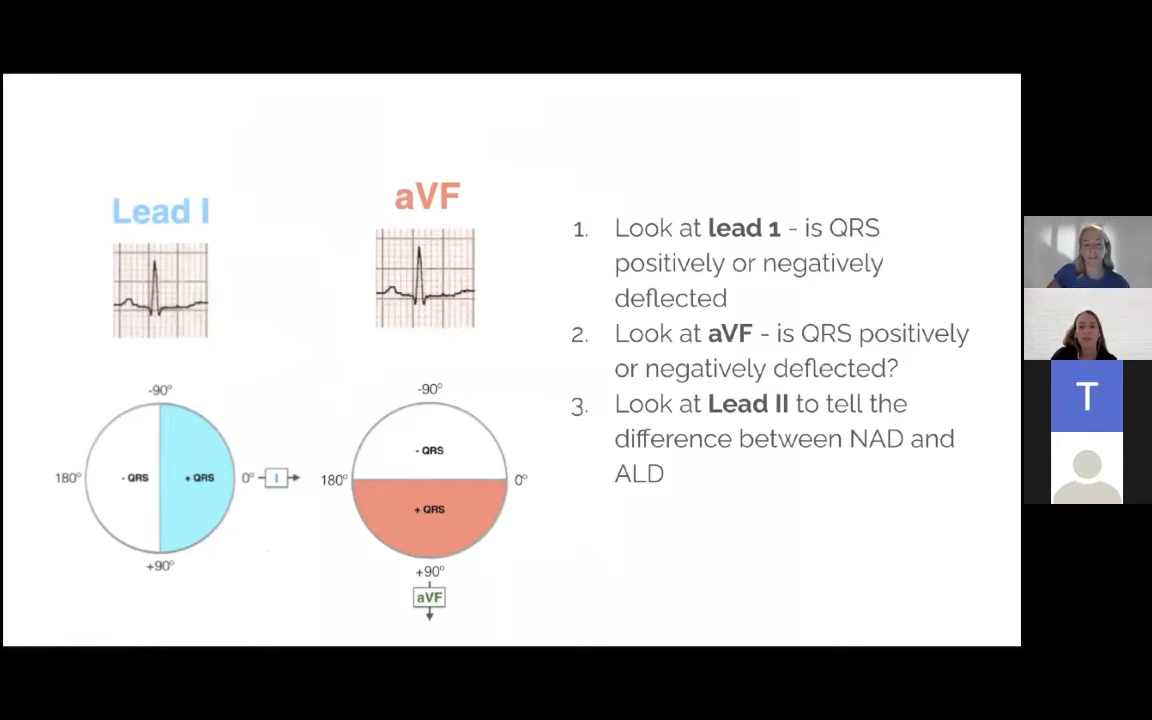 Lead I
aVF
1. Look at lead 1 - is QRS
positively or negatively
deflected
2. Look at aVF - is QRS positively
or negatively deflected?
3. Look at Lead II to tell the
difference between NAD and
ALD
-90°
180°
- QRS
+ QRS
0°
I
+90°
-90°
- QRS
180°
0°
+ QRS
+90°
aVF
T